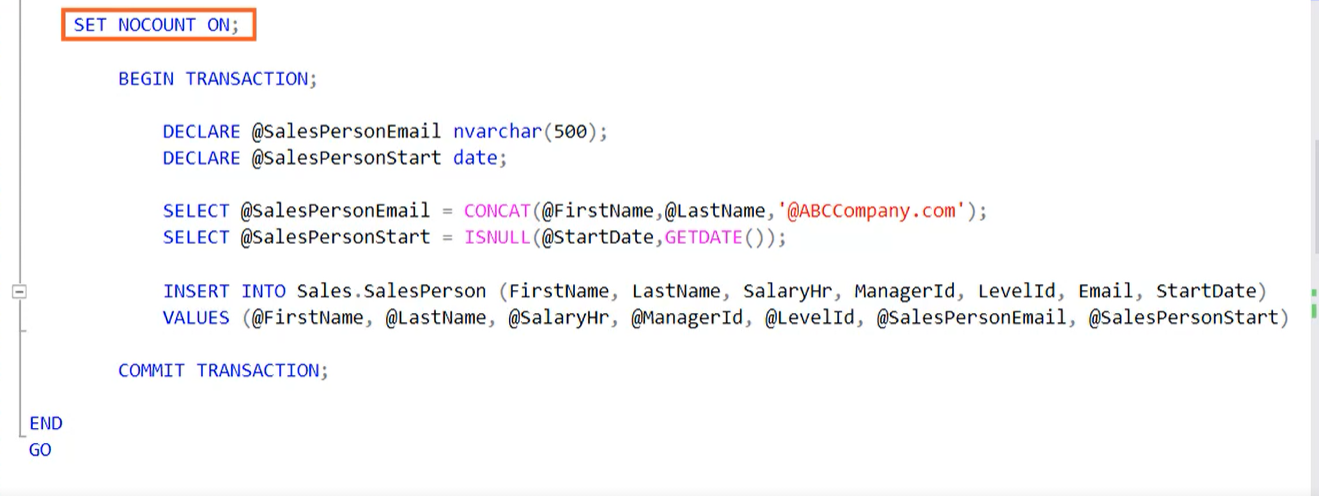 SET NOCOUNT ON;
BEGIN TRANSACTION;
DECLARE @SalesPersonEmail nvarchar(500);
DECLARE @SalesPersonStart date;
SELECT @SalesPersonEmail = CONCAT(@FirstName,@LastName,'@ABCCompany.com');
SELECT @SalesPersonStart = ISNULL(@StartDate,GETDATE());
INSERT INTO Sales.SalesPerson (FirstName, LastName, SalaryHr, ManagerId, LevelId, Email, StartDate)
VALUES (@FirstName, @LastName, @SalaryHr, @ManagerId, @LevelId, @SalesPersonEmail, @SalesPersonStart)
COMMIT TRANSACTION;
END
GO